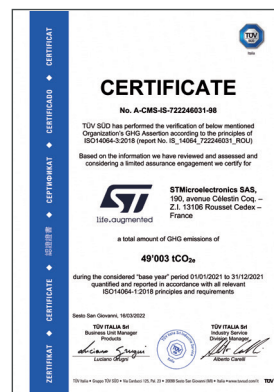 ZERTIFIKAT ◆ CERTIFICATE ◆ 認證證書 ◆ СЕРТИФИКАТ ◆ CERTIFICADO ◆ CERTIFICAT
TÜV
CERTIFICATE
No. A-CMS-IS-722246031-98
TÜV SÜD has performed the verification of below mentioned
Organization's GHG Assertion according to the principles of
ISO14064-3:2018 (report No. IS_14064_722246031_ROU)
Based on the information we have reviewed and assessed and
considering a limited assurance engagement we certify for
ST
life.augmented
STMicroelectronics SAS,
190, avenue Célestin Coq. –
Z.I. 13106 Rousset Cedex –
France
a total amount of GHG emissions of
49'003 tCO2e
during the considered "base year" period 01/01/2021 to 31/12/2021
quantified and reported in accordance with all relevant
ISO14064-1:2018 principles and requirements
Sesto San Giovanni, 16/03/2022
TÜV ITALIA Srl
Business Unit Manager
Products
Luciano Grugni
TÜV ITALIA Srl
Industry Service
Division Manager
Alberto Carelli